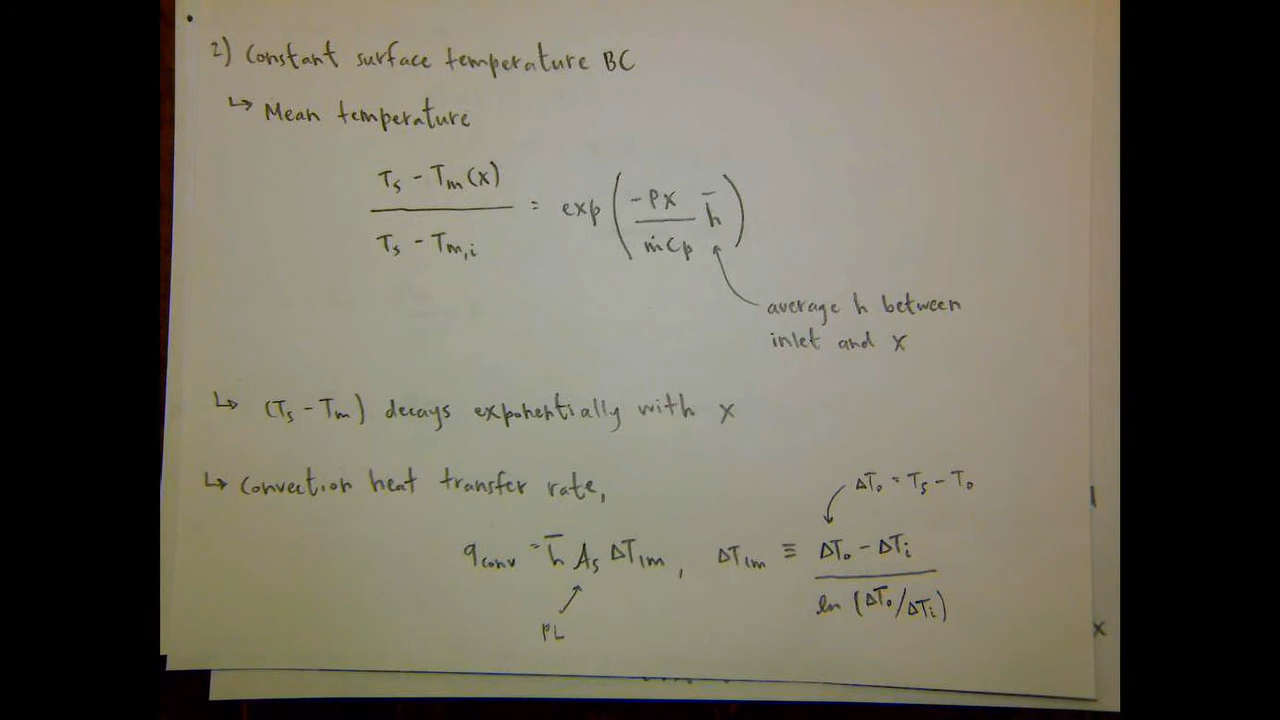 2) Constant surface temperature BC
↳ Mean temperature
Ts - Tm(x) / Ts - Tm,i = exp( -Px / ṁCp h̄ )
average h between
inlet and x
↳ (Ts - Tm) decays exponentially with x
↳ Convection heat transfer rate,
ΔTo = Ts - To
qconv = h̄ As ΔTlm, ΔTlm ≡ ΔTo - ΔTi / ln (ΔTo/ΔTi)
PL
x